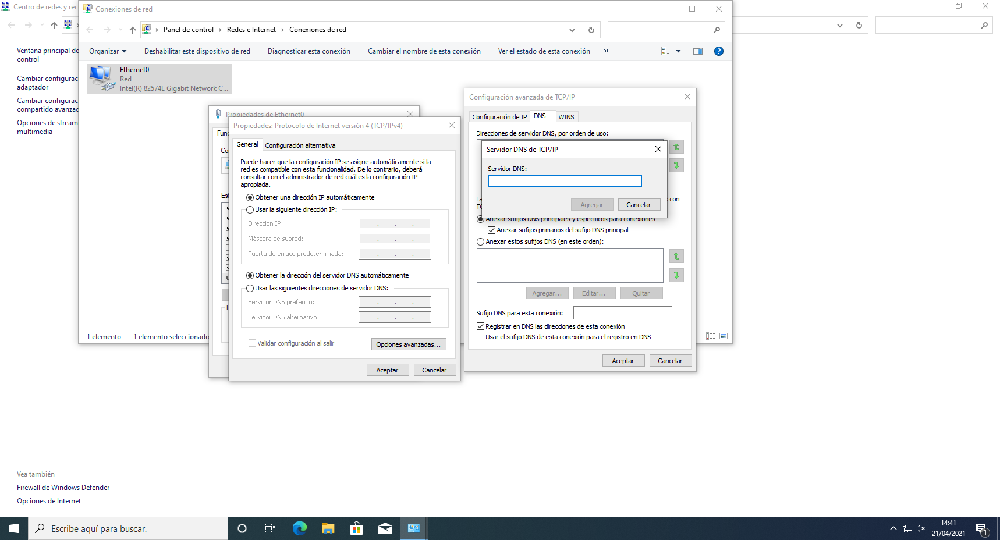 Centro de redes y rec
Ventana principal de
control
Cambiar configurac
adaptador
Cambiar configurac
compartido avanzad
Opciones de stream
multimedia
Vea también
Firewall de Windows Defender
Opciones de Internet
Conexiones de red
Panel de control > Redes e Internet > Conexiones de red
Organizar Deshabilitar este dispositivo de red Diagnosticar esta conexión Cambiar el nombre de esta conexión Ver el estado de esta conexión »
Ethernet0
Red
Intel(R) 82574L Gigabit Network C...
1 elemento 1 elemento seleccionado
Propiedades de Ethernet0
Propiedades: Protocolo de Internet versión 4 (TCP/IPv4)
General Configuración alternativa
Puede hacer que la configuración IP se asigne automáticamente si la
red es compatible con esta funcionalidad. De lo contrario, deberá
consultar con el administrador de red cuál es la configuración IP
apropiada.
Obtener una dirección IP automáticamente
Usar la siguiente dirección IP:
Dirección IP:
Máscara de subred:
Puerta de enlace predeterminada:
Obtener la dirección del servidor DNS automáticamente
Usar las siguientes direcciones de servidor DNS:
Servidor DNS preferido:
Servidor DNS alternativo:
Validar configuración al salir
Opciones avanzadas...
Aceptar Cancelar
Configuración avanzada de TCP/IP
Configuración de IP DNS WINS
Direcciones de servidor DNS, por orden de uso:
Servidor DNS de TCP/IP
Servidor DNS:
Agregar Cancelar
Anexar sufijos DNS principales y específicos para conexiones
Anexar sufijos primarios del sufijo DNS principal
Anexar estos sufijos DNS (en este orden):
Agregar... Editar... Quitar
Sufijo DNS para esta conexión:
Registrar en DNS las direcciones de esta conexión
Usar el sufijo DNS de esta conexión para el registro en DNS
Aceptar Cancelar
Escribe aquí para buscar.
14:41
21/04/2021
1